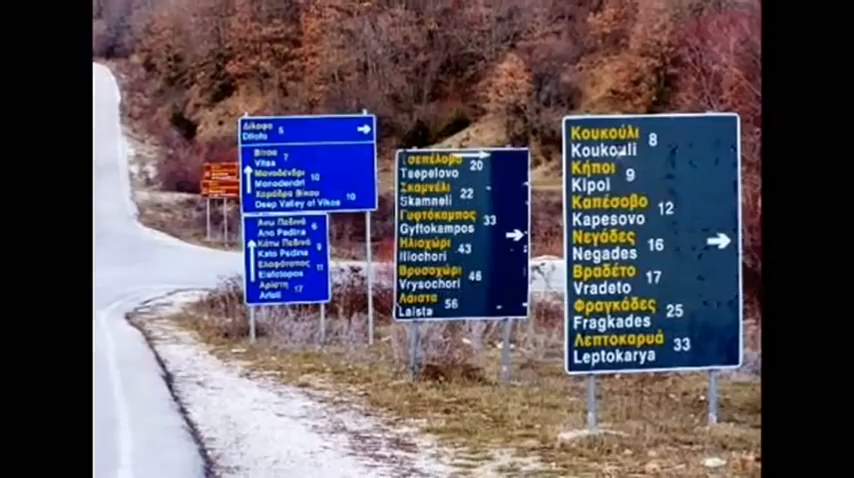 Δίλοφο
Dilofo 5
Βίτσα
Vitsa 7
Μονοδένδρι
Monodendri 10
Χαράδρα Βίκου
Deep Valley of Vikos 10
Άνω Πεδινά
Ano Pedina 6
Κάτω Πεδινά
Kato Pedina 9
Ελαφότοπος
Elafotopos 11
Αρίστη
Aristi 17
Τσεπέλοβο
Tsepelovo 20
Σκαμνέλι
Skamneli 22
Γυφτόκαμπος
Gyftokampos 33
Ηλιοχώρι
Iliochori 43
Βρυσοχώρι
Vrysochori 46
Λάιστα
Laista 56
Κουκούλι
Koukouli 8
Κήποι
Kipoi 9
Καπέσοβο
Kapesovo 12
Νεγάδες
Negades 16
Βραδέτο
Vradeto 17
Φραγκάδες
Fragkades 25
Λεπτοκαρυά
Leptokarya 33